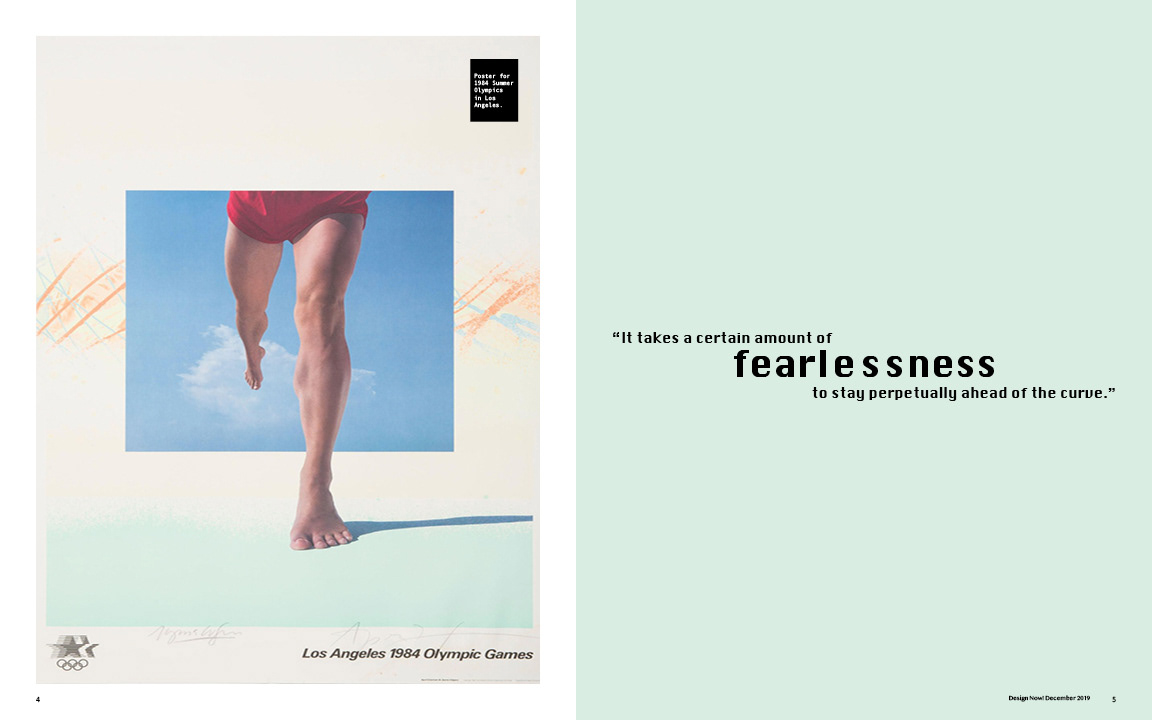 Poster for
1984 Summer
Olympics
in Los
Angeles.
Los Angeles 1984 Olympic Games
4
“It takes a certain amount of
fearlessness
to stay perpetually ahead of the curve.”
Design Now! December 2019
5